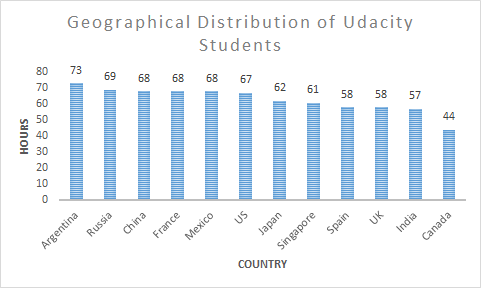 Geographical Distribution of Udacity
Students
80
70
60
50
40
30
20
10
0
HOURS
73
69
68
68
68
67
62
61
58
58
57
44
Argentina
Russia
China
France
Mexico
US
Japan
Singapore
Spain
UK
India
Canada
COUNTRY